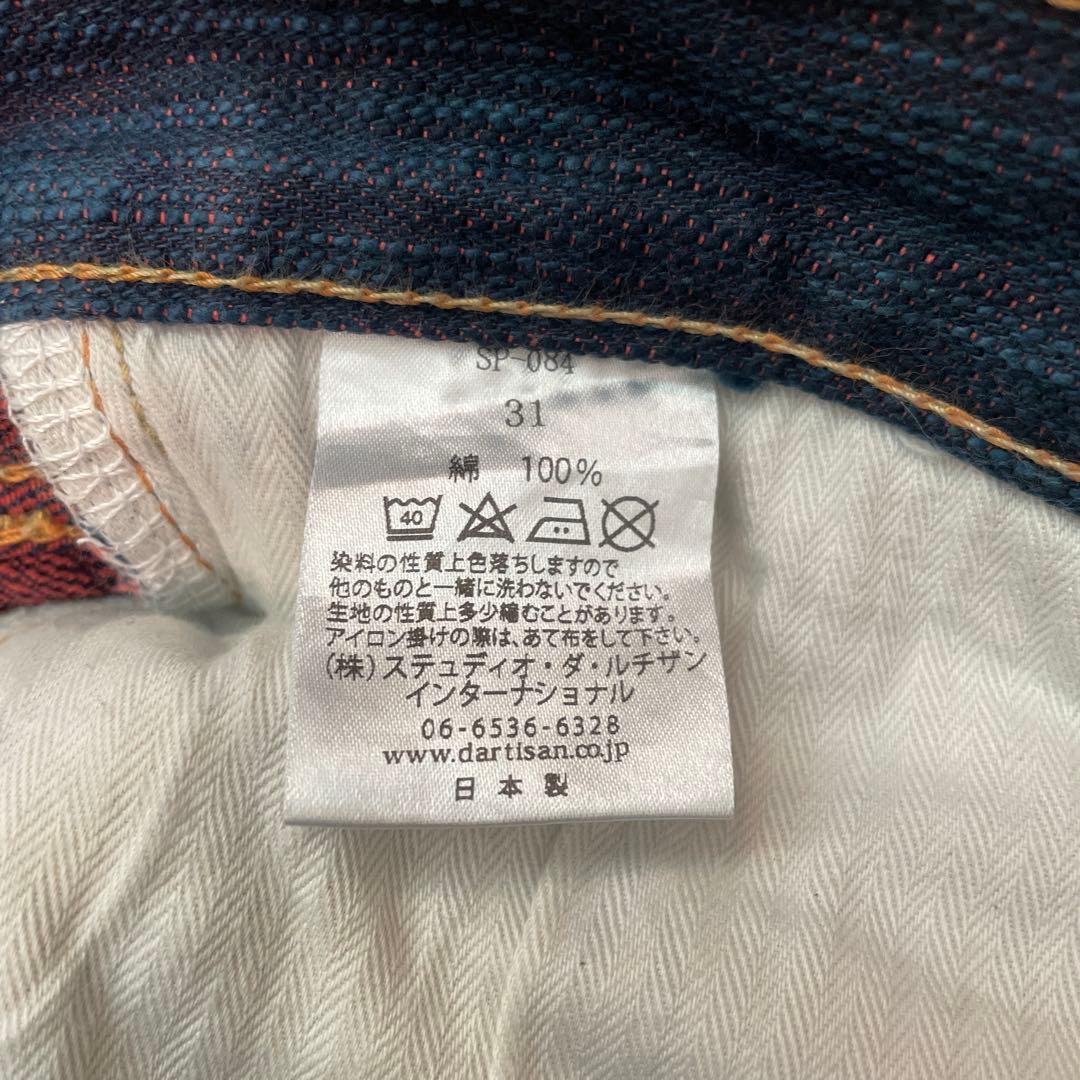 SP-084
31
綿 100%
40
染料の性質上色落ちしますので
他のものと一緒に洗わないでください。
生地の性質上多少縮むことがあります。
アイロン掛けの際は、あて布をして下さい。
(株)ステュディオ・ダ・ルチザン
インターナショナル
06-6536-6328
www.dartisan.co.jp
日本製